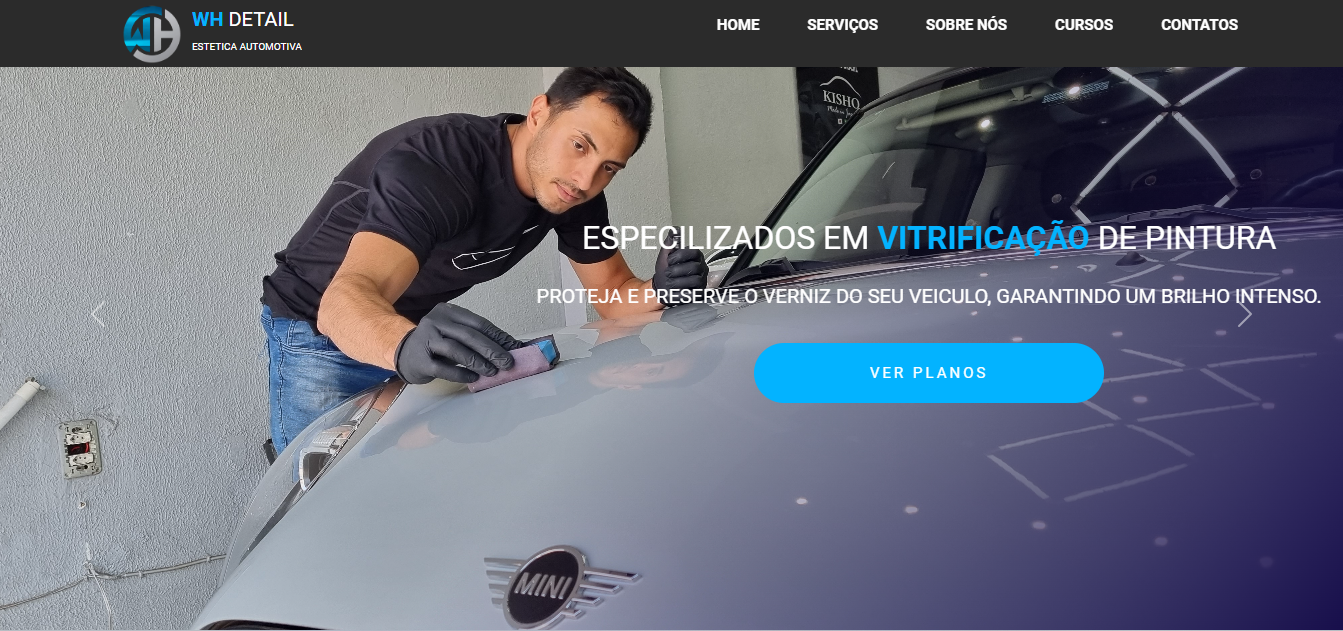 WH DETAIL
ESTETICA AUTOMOTIVA
HOME SERVIÇOS SOBRE NÓS CURSOS CONTATOS
KISHO
ESPECILIZADOS EM VITRIFICAÇÃO DE PINTURA
PROTEJA E PRESERVE O VERNIZ DO SEU VEICULO, GARANTINDO UM BRILHO INTENSO.
VER PLANOS
MINI